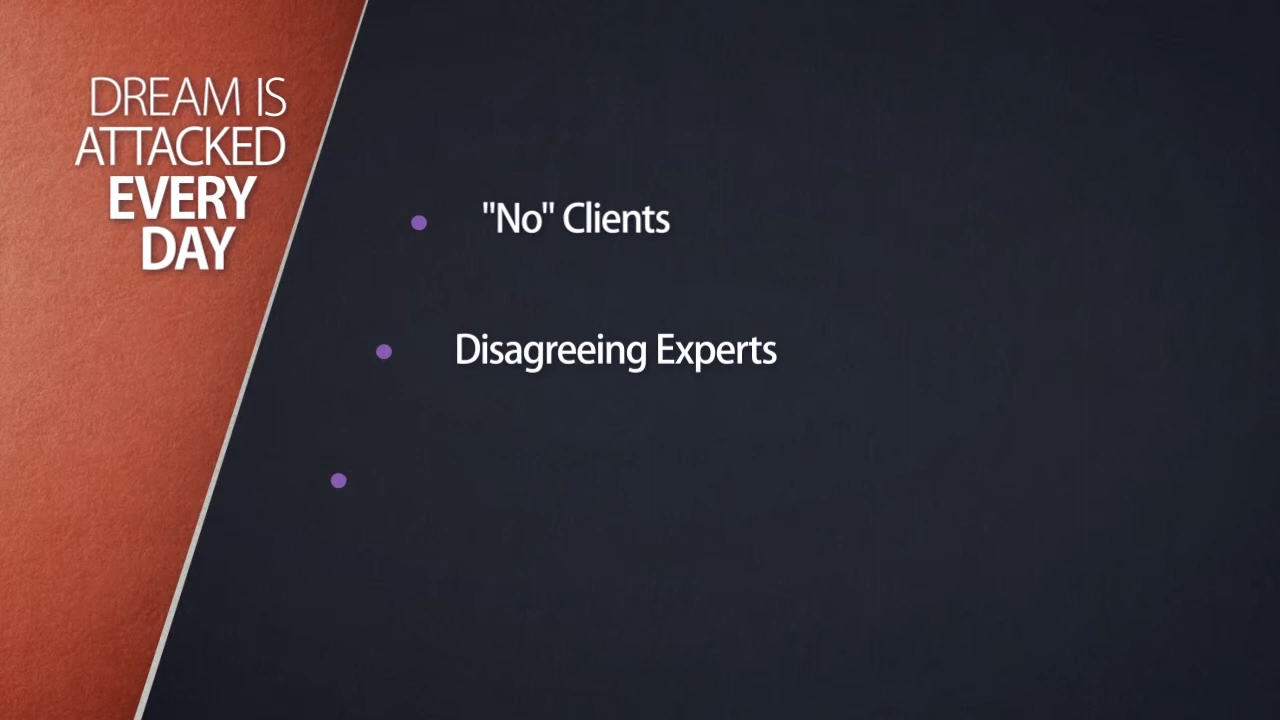 DREAM IS
ATTACKED
EVERY
DAY
"No" Clients
Disagreeing Experts